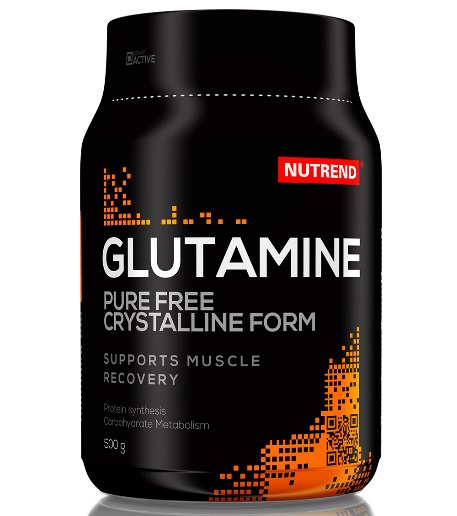 ACTIVE
NUTREND
GLUTAMINE
PURE FREE
CRYSTALLINE FORM
SUPPORTS MUSCLE
RECOVERY
Protein synthesis
Carbohydrate Metabolism
500 g